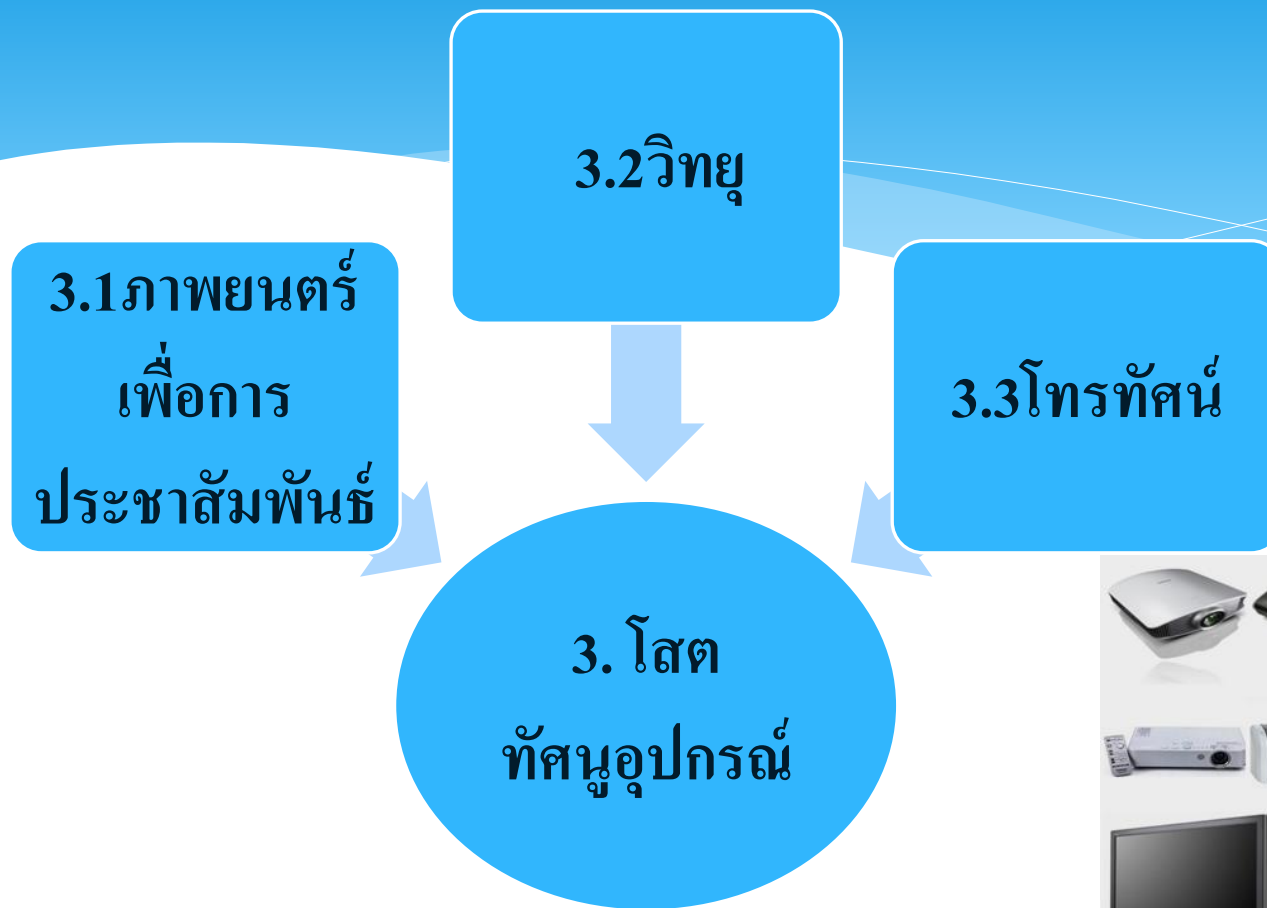 3.2วิทยุ
3.1ภาพยนตร์
เพื่อการ
ประชาสัมพันธ์
3.3โทรทัศน์
3. โสต
ทัศนูอุปกรณ์